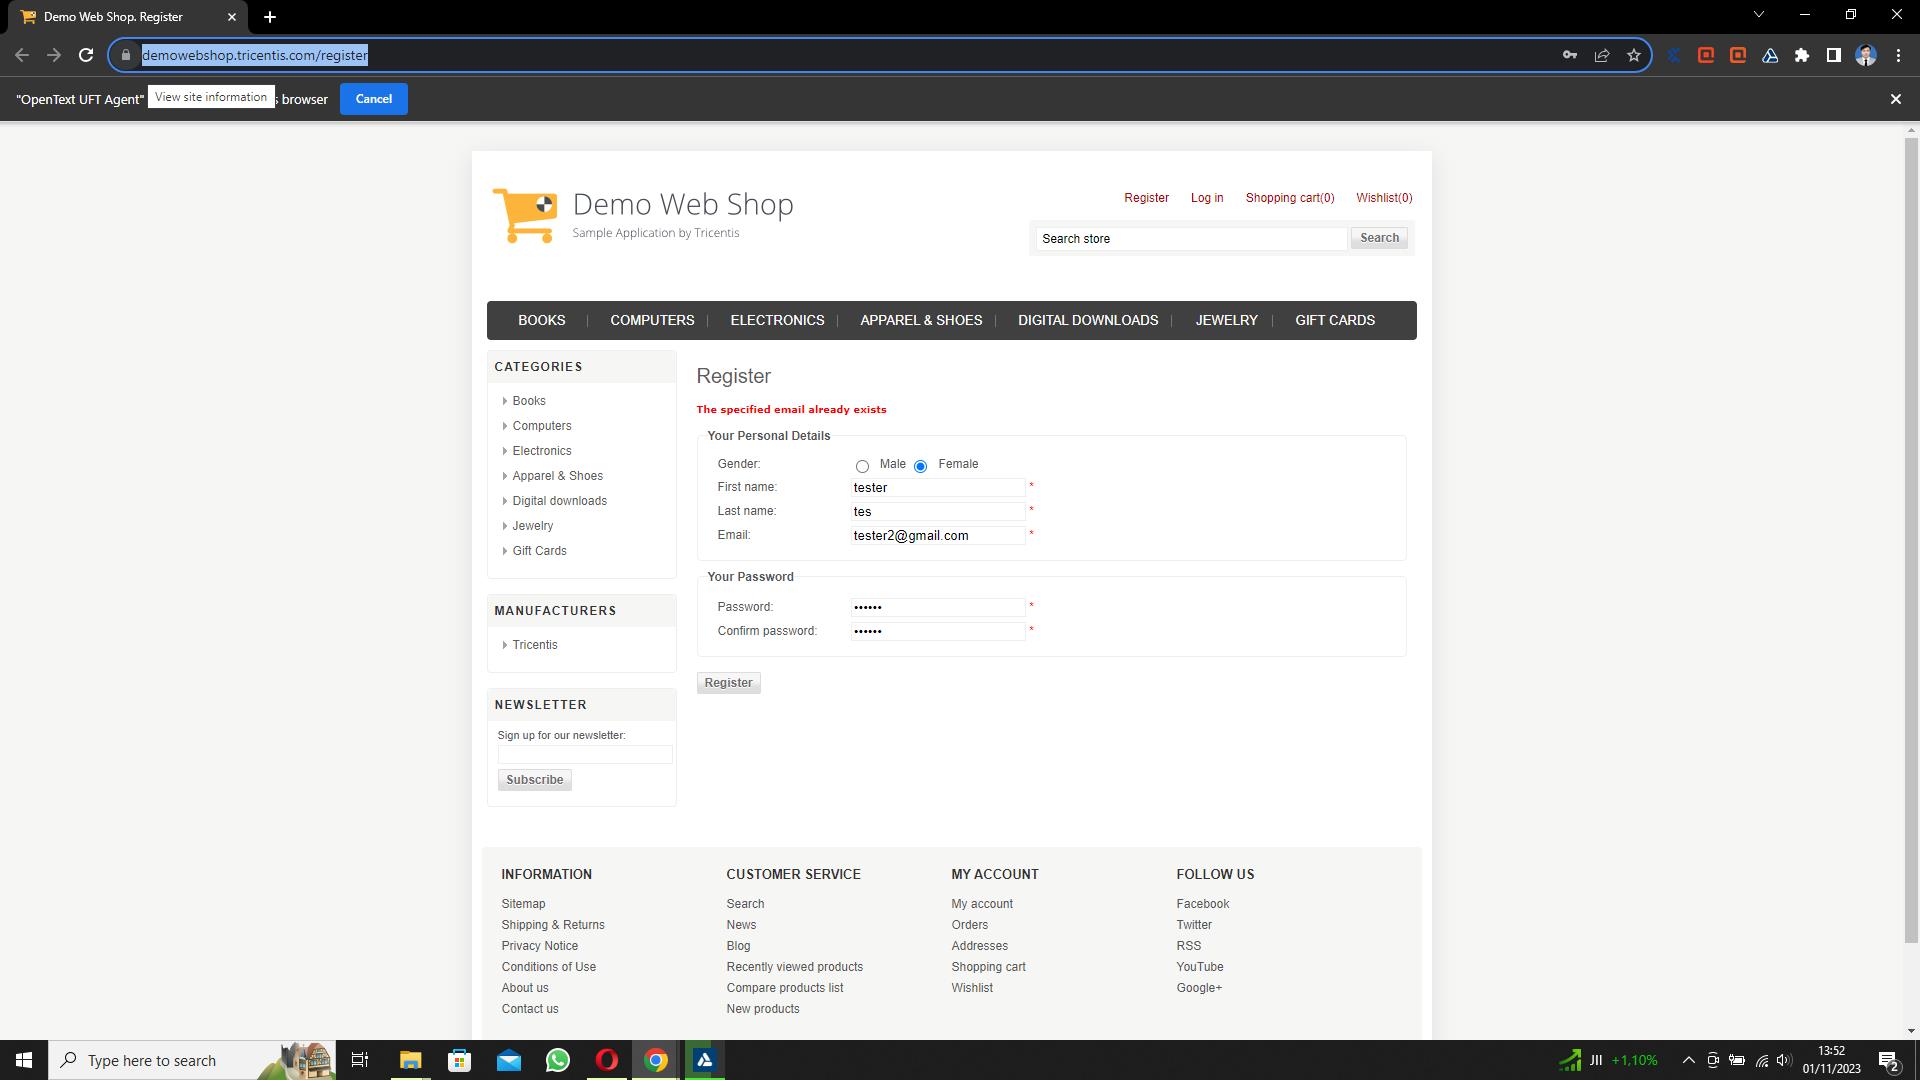 Demo Web Shop. Register
demowebshop.tricentis.com/register
"OpenText UFT Agent"
View site information
s browser
Cancel
Demo Web Shop
Sample Application by Tricentis
Register
Log in
Shopping cart(0)
Wishlist(0)
Search store
Search
BOOKS
COMPUTERS
ELECTRONICS
APPAREL & SHOES
DIGITAL DOWNLOADS
JEWELRY
GIFT CARDS
CATEGORIES
Books
Computers
Electronics
Apparel & Shoes
Digital downloads
Jewelry
Gift Cards
MANUFACTURERS
Tricentis
NEWSLETTER
Sign up for our newsletter:
Subscribe
Register
The specified email already exists
Your Personal Details
Gender: Male Female
First name: tester *
Last name: tes *
Email: tester2@gmail.com *
Your Password
Password: •••••• *
Confirm password: •••••• *
Register
INFORMATION
Sitemap
Shipping & Returns
Privacy Notice
Conditions of Use
About us
Contact us
CUSTOMER SERVICE
Search
News
Blog
Recently viewed products
Compare products list
New products
MY ACCOUNT
My account
Orders
Addresses
Shopping cart
Wishlist
FOLLOW US
Facebook
Twitter
RSS
YouTube
Google+
Type here to search
JII +1,10%
13:52
01/11/2023
2